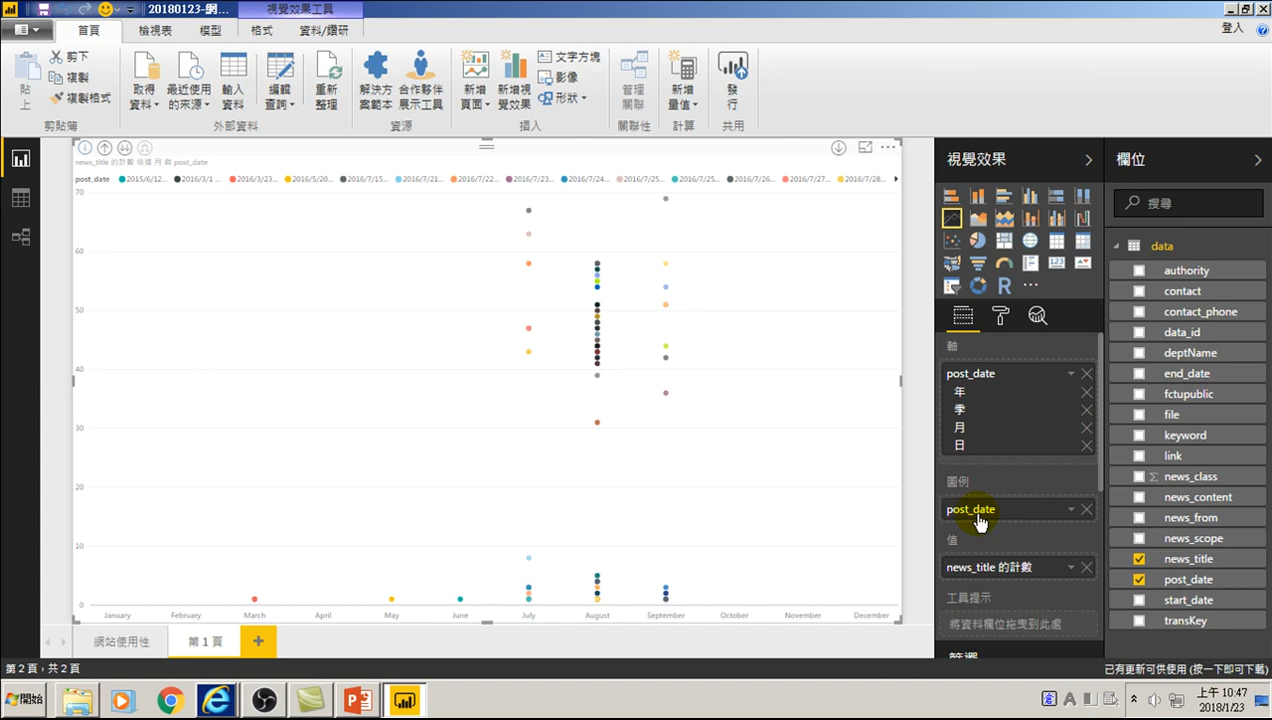 20180123-網...
視覺效果工具
首頁 檢視表 模型 格式 資料/鑽研
登入
貼上
剪下
複製
複製格式
取得資料
最近使用的來源
輸入資料
編輯查詢
重新整理
解決方案範本
合作夥伴展示工具
新增頁面
新增視覺效果
文字方塊
影像
形狀
管理關聯
新增量值
發行
剪貼簿 外部資料 資源 插入 關聯性 計算 共用
news_title 的計數 依據 月 與 post_date
post_date 2015/6/12... 2016/3/1 ... 2016/3/23... 2016/5/20... 2016/7/15... 2016/7/21... 2016/7/22... 2016/7/23... 2016/7/24... 2016/7/25... 2016/7/25... 2016/7/26... 2016/7/27... 2016/7/28...
70
60
50
40
30
20
10
0
January February March April May June July August September October November December
網站使用性 第 1 頁
第 2 頁，共 2 頁
視覺效果
123
R
軸
post_date
年
季
月
日
圖例
post_date
值
news_title 的計數
工具提示
將資料欄位拖曳到此處
篩選
欄位
搜尋
data
authority
contact
contact_phone
data_id
deptName
end_date
fctupublic
file
keyword
link
Σ news_class
news_content
news_from
news_scope
news_title
post_date
start_date
transKey
已有更新可供使用 (按一下即可下載)
開始
上午 10:47
2018/1/23